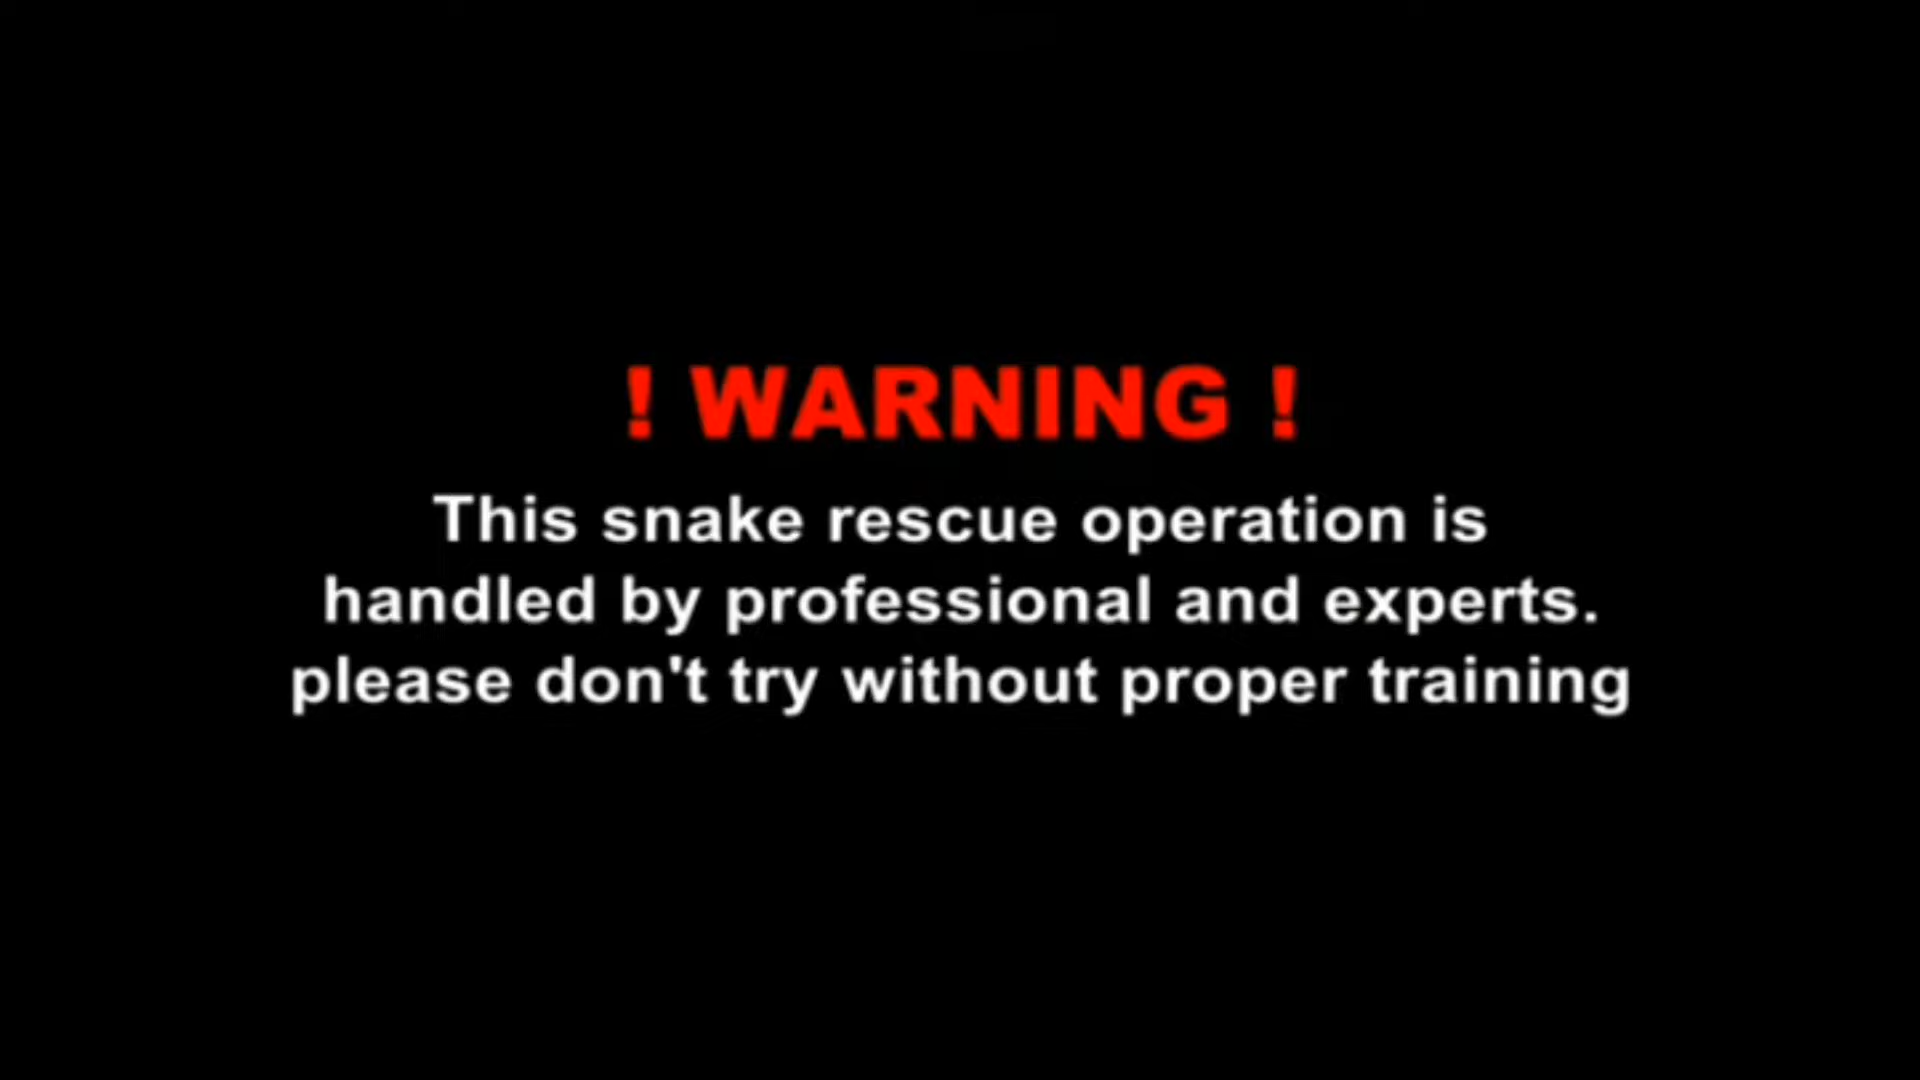 ! WARNING !
This snake rescue operation is
handled by professional and experts.
please don't try without proper training